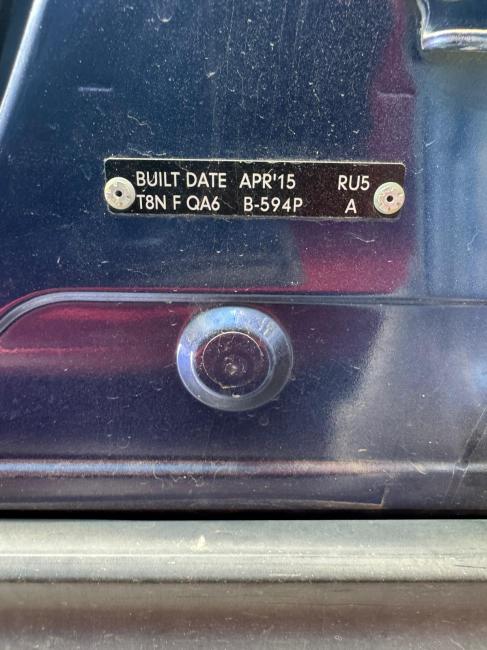 BUILT DATE APR'15 RU5
T8N F QA6 B-594P A